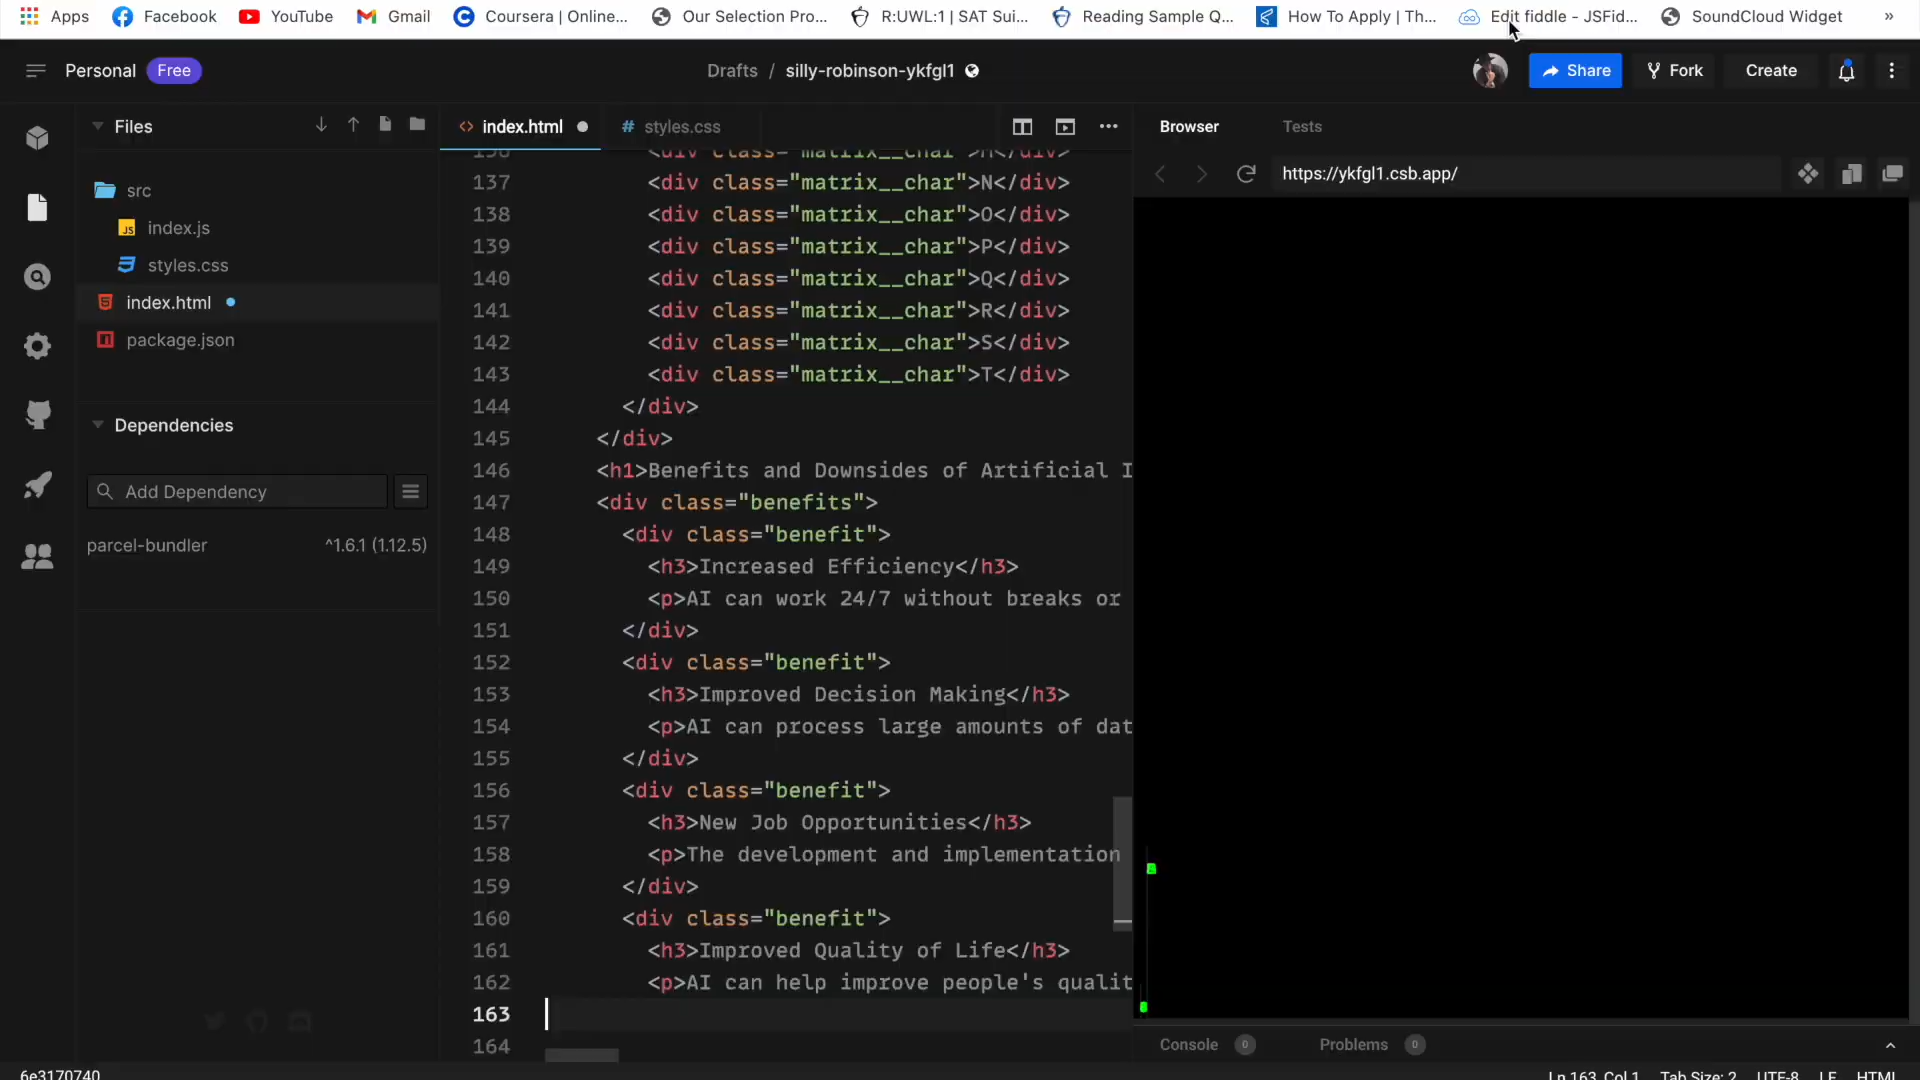 Apps Facebook YouTube Gmail Coursera | Online... Our Selection Pro... R:UWL:1 | SAT Sui... Reading Sample Q... How To Apply | Th... Edit fiddle - JSFid... SoundCloud Widget »
Personal Free Drafts / silly-robinson-ykfgl1 Share Fork Create
Files
src
index.js
styles.css
index.html
package.json
Dependencies
Add Dependency
parcel-bundler ^1.6.1 (1.12.5)
<> index.html # styles.css
137 <div class="matrix__char">N</div>
138 <div class="matrix__char">O</div>
139 <div class="matrix__char">P</div>
140 <div class="matrix__char">Q</div>
141 <div class="matrix__char">R</div>
142 <div class="matrix__char">S</div>
143 <div class="matrix__char">T</div>
144 </div>
145 </div>
146 <h1>Benefits and Downsides of Artificial I
147 <div class="benefits">
148 <div class="benefit">
149 <h3>Increased Efficiency</h3>
150 <p>AI can work 24/7 without breaks or
151 </div>
152 <div class="benefit">
153 <h3>Improved Decision Making</h3>
154 <p>AI can process large amounts of dat
155 </div>
156 <div class="benefit">
157 <h3>New Job Opportunities</h3>
158 <p>The development and implementation
159 </div>
160 <div class="benefit">
161 <h3>Improved Quality of Life</h3>
162 <p>AI can help improve people's qualit
163
164
Browser Tests
https://ykfgl1.csb.app/
Console 0 Problems 0
6e3170740 Ln 163, Col 1 Tab Size: 2 UTF-8 LF HTML